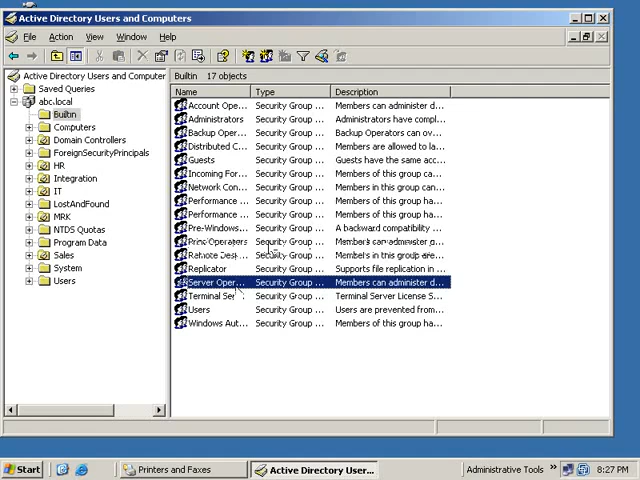 Active Directory Users and Computers
File Action View Window Help
Active Directory Users and Computer
Saved Queries
abc.local
Builtin
Computers
Domain Controllers
ForeignSecurityPrincipals
HR
Integration
IT
LostAndFound
MRK
NTDS Quotas
Program Data
Sales
System
Users
Builtin 17 objects
Name Type Description
Account Ope... Security Group ... Members can administer d...
Administrators Security Group ... Administrators have compl...
Backup Oper... Security Group ... Backup Operators can ov...
Distributed C... Security Group ... Members are allowed to la...
Guests Security Group ... Guests have the same acc...
Incoming For... Security Group ... Members of this group ca...
Network Con... Security Group ... Members in this group can...
Performance ... Security Group ... Members of this group ha...
Performance ... Security Group ... Members of this group ha...
Pre-Windows... Security Group ... A backward compatibility ...
Print Operators Security Group ... Members can administer d...
Remote Desk... Security Group ... Members in this group are...
Replicator Security Group ... Supports file replication in ...
Server Oper... Security Group ... Members can administer d...
Terminal Ser Security Group ... Terminal Server License S...
Users Security Group ... Users are prevented from...
Windows Aut... Security Group ... Members of this group ha...
Start Printers and Faxes Active Directory User... Administrative Tools » 8:27 PM